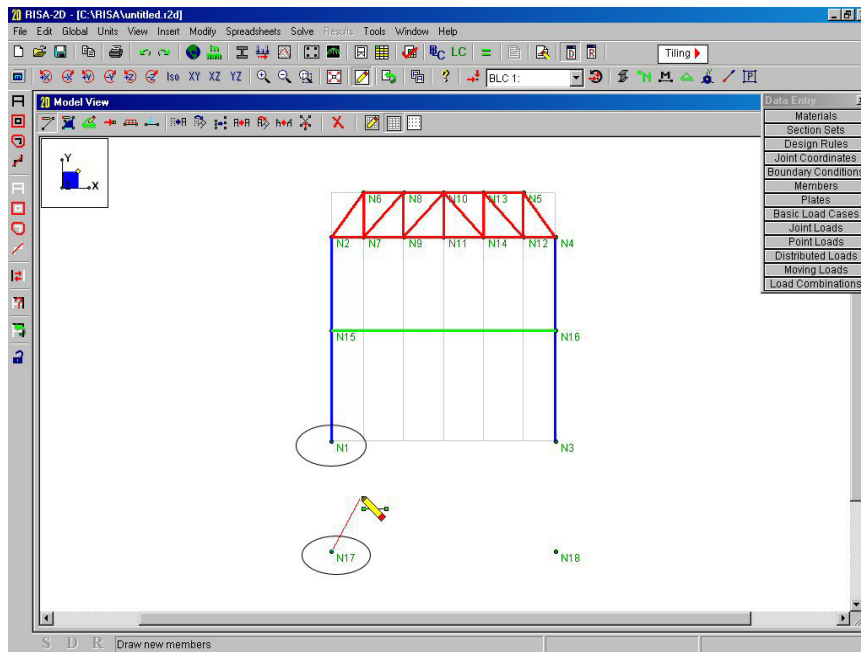 20 RISA-2D - [C:\RISA\untitled.r2d]
File Edit Global Units View Insert Modify Spreadsheets Solve Results Tools Window Help
LC Tiling
Iso XY XZ YZ BLC 1:
20 Model View
Data Entry
Materials
Section Sets
Design Rules
Joint Coordinates
Boundary Conditions
Members
Plates
Basic Load Cases
Joint Loads
Point Loads
Distributed Loads
Moving Loads
Load Combinations
Y
X
N6 N8 N10 N13 N5
N2 N7 N9 N11 N14 N12 N4
N15 N16
N1 N3
N17 N18
S D R Draw new members